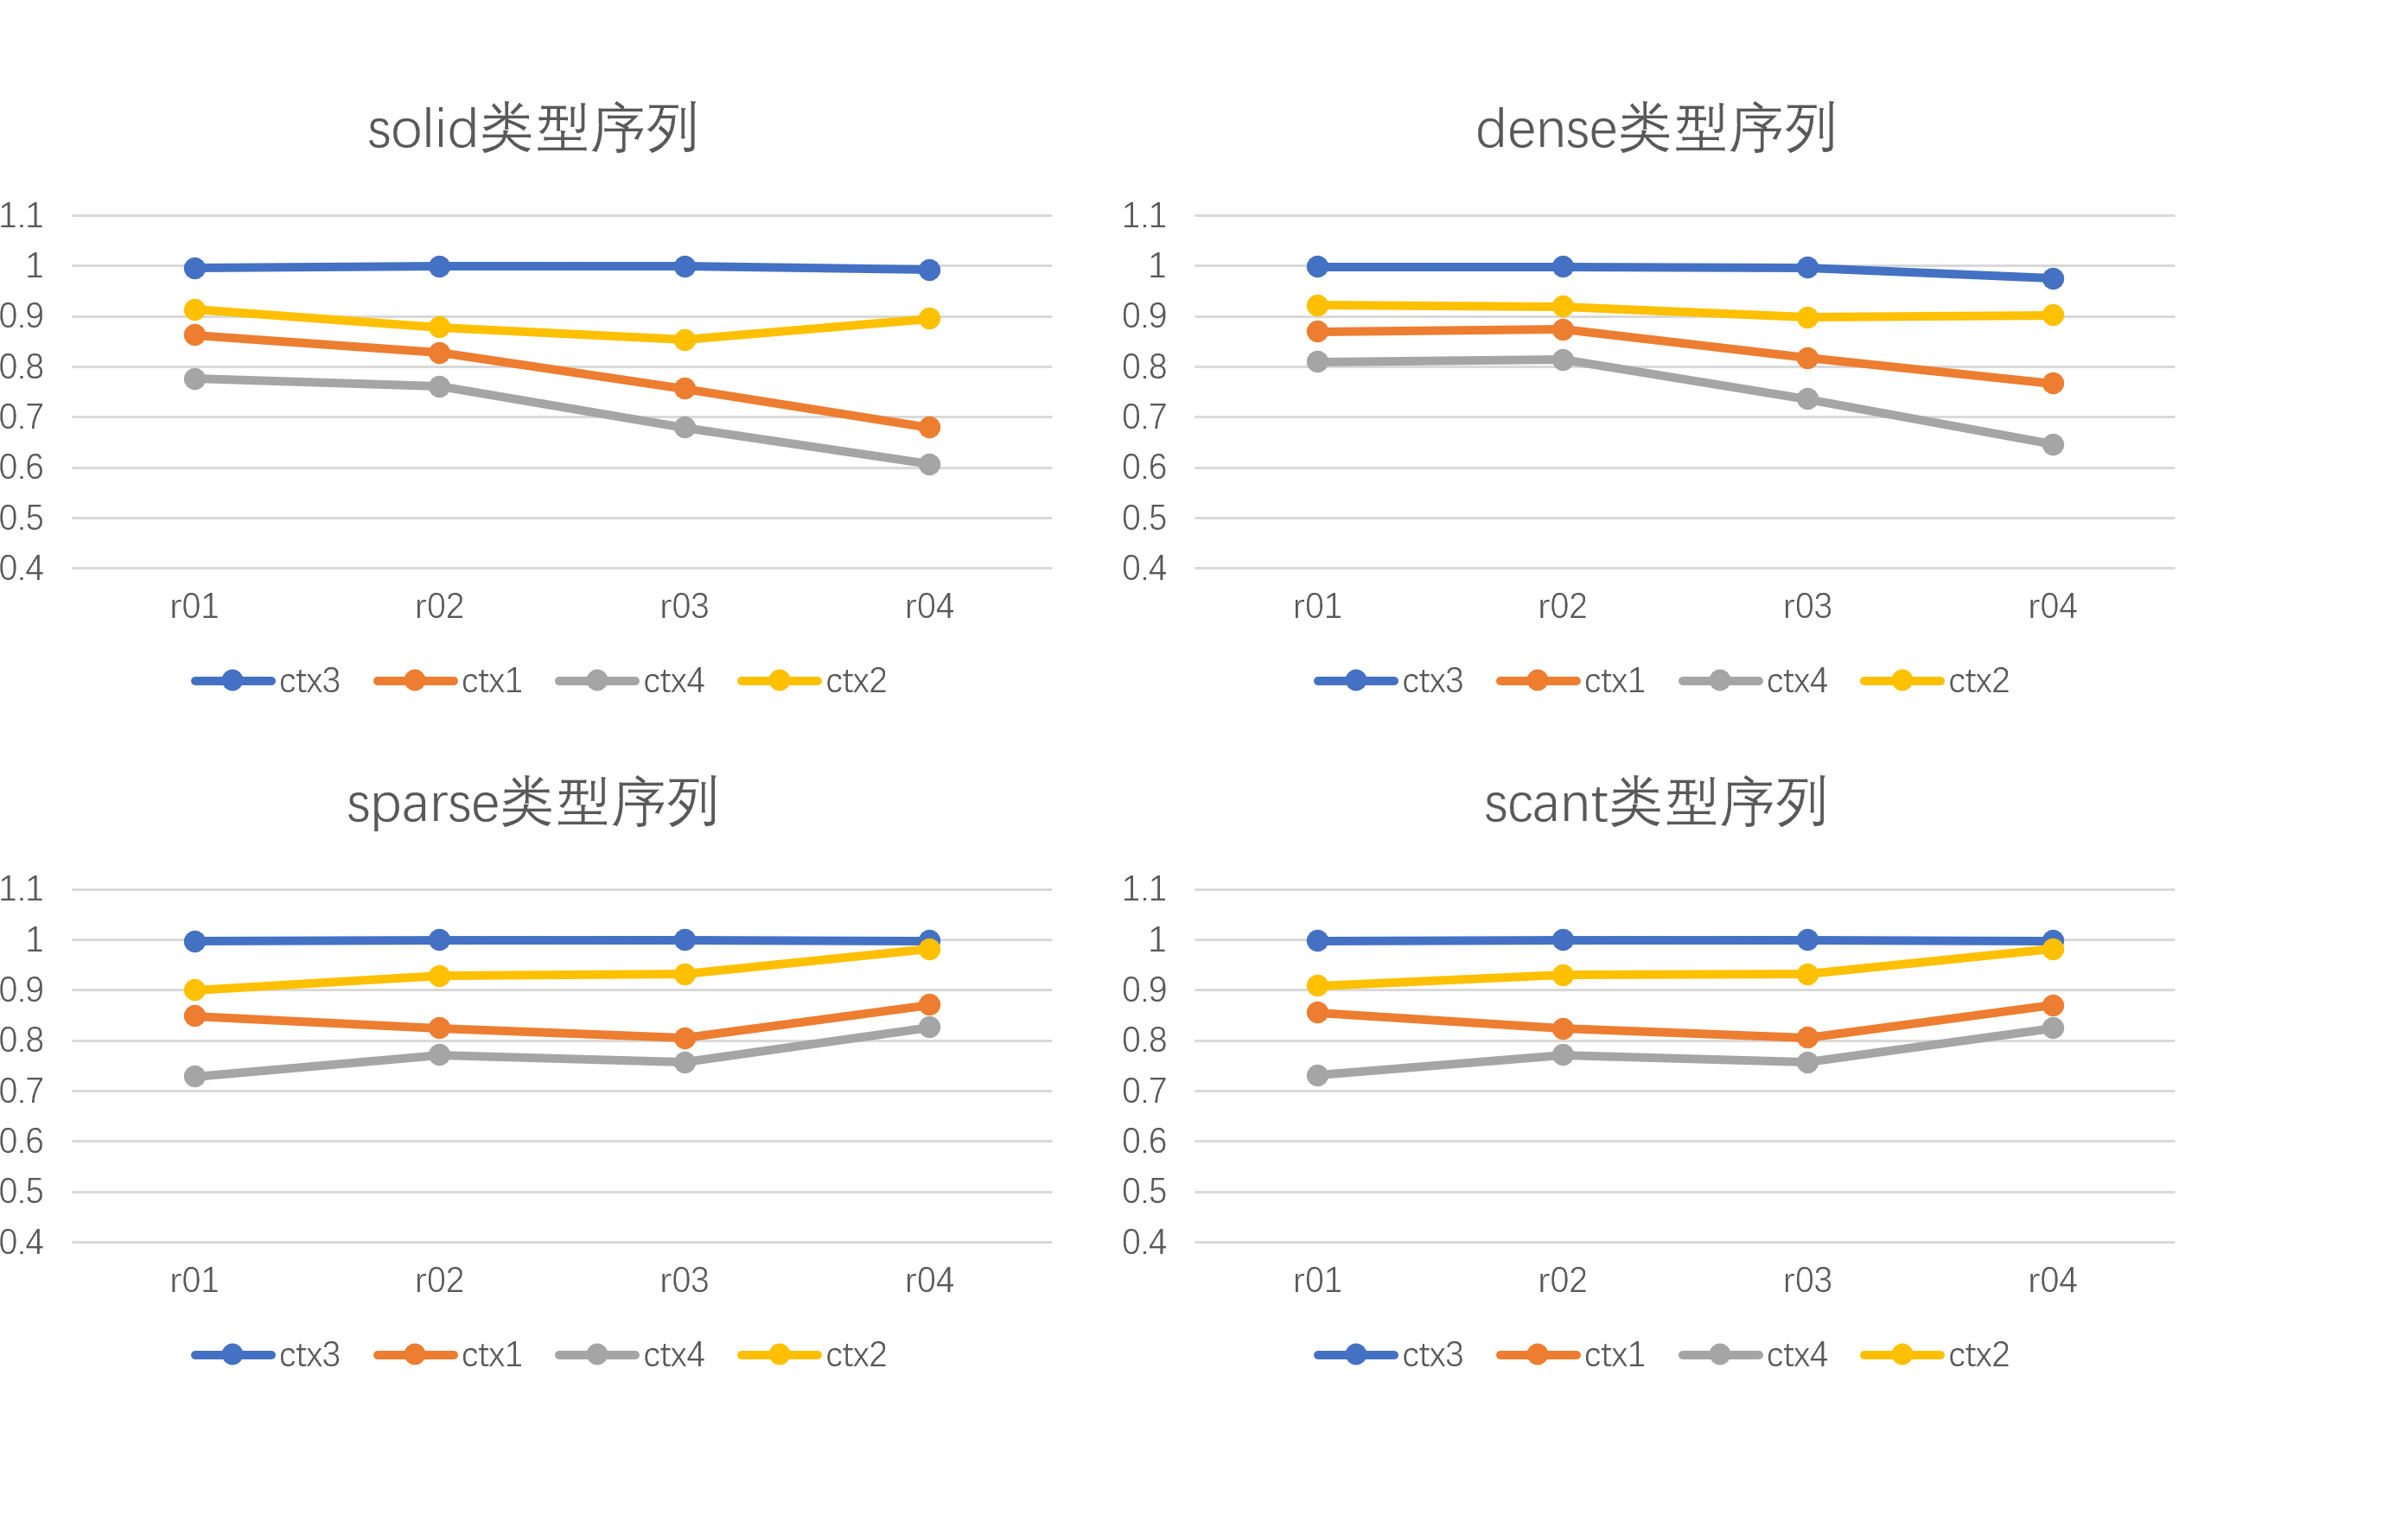 solid类型序列
1.1
1
0.9
0.8
0.7
0.6
0.5
0.4
r01 r02 r03 r04
ctx3 ctx1 ctx4 ctx2
dense类型序列
1.1
1
0.9
0.8
0.7
0.6
0.5
0.4
r01 r02 r03 r04
ctx3 ctx1 ctx4 ctx2
sparse类型序列
1.1
1
0.9
0.8
0.7
0.6
0.5
0.4
r01 r02 r03 r04
ctx3 ctx1 ctx4 ctx2
scant类型序列
1.1
1
0.9
0.8
0.7
0.6
0.5
0.4
r01 r02 r03 r04
ctx3 ctx1 ctx4 ctx2